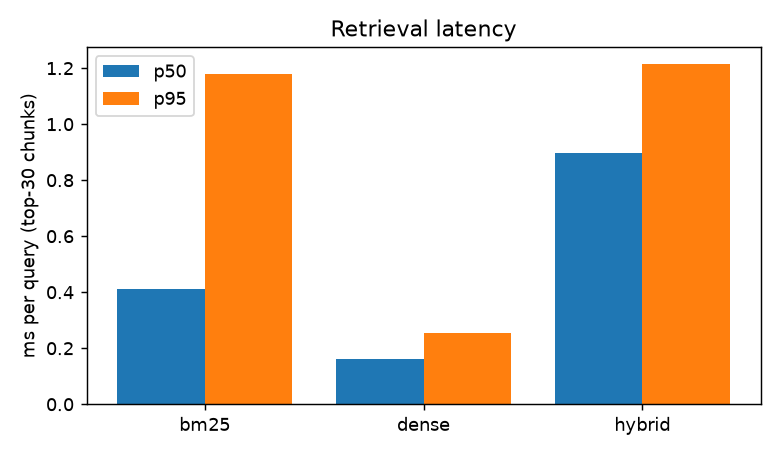 Retrieval latency
p50
p95
ms per query (top-30 chunks)
1.2
1.0
0.8
0.6
0.4
0.2
0.0
bm25
dense
hybrid